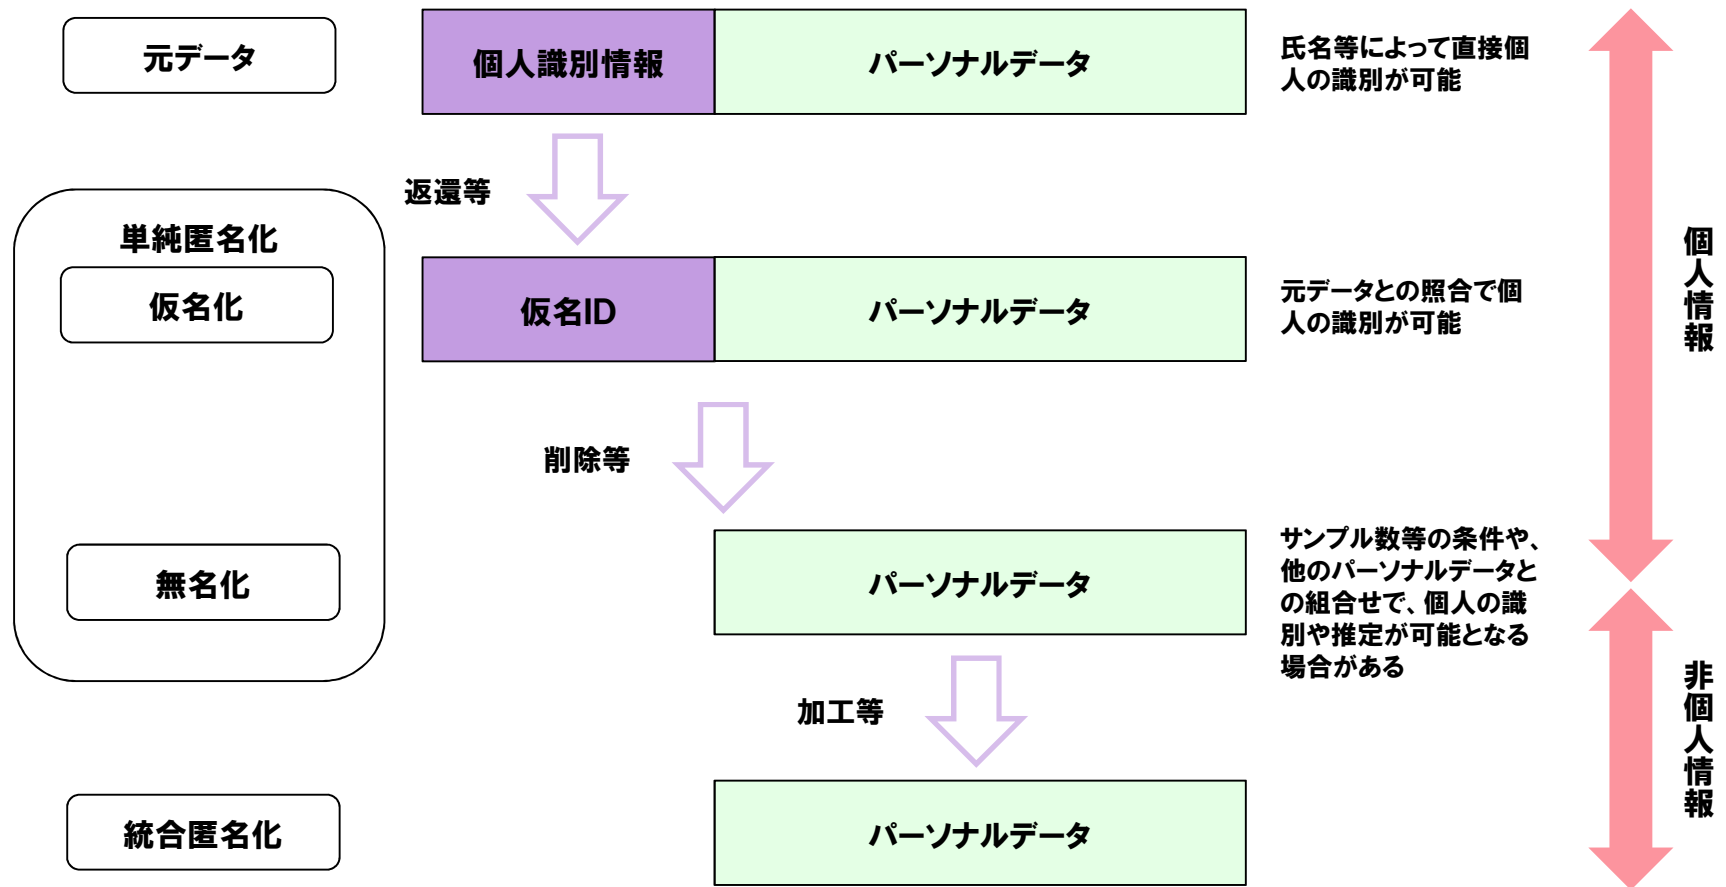 元データ
個人識別情報
パーソナルデータ
氏名等によって直接個
人の識別が可能
返還等
単純匿名化
仮名化
仮名ID
パーソナルデータ
元データとの照合で個
人の識別が可能
個人情報
削除等
無名化
パーソナルデータ
サンプル数等の条件や、
他のパーソナルデータと
の組合せで、個人の識
別や推定が可能となる
場合がある
加工等
非個人情報
統合匿名化
パーソナルデータ